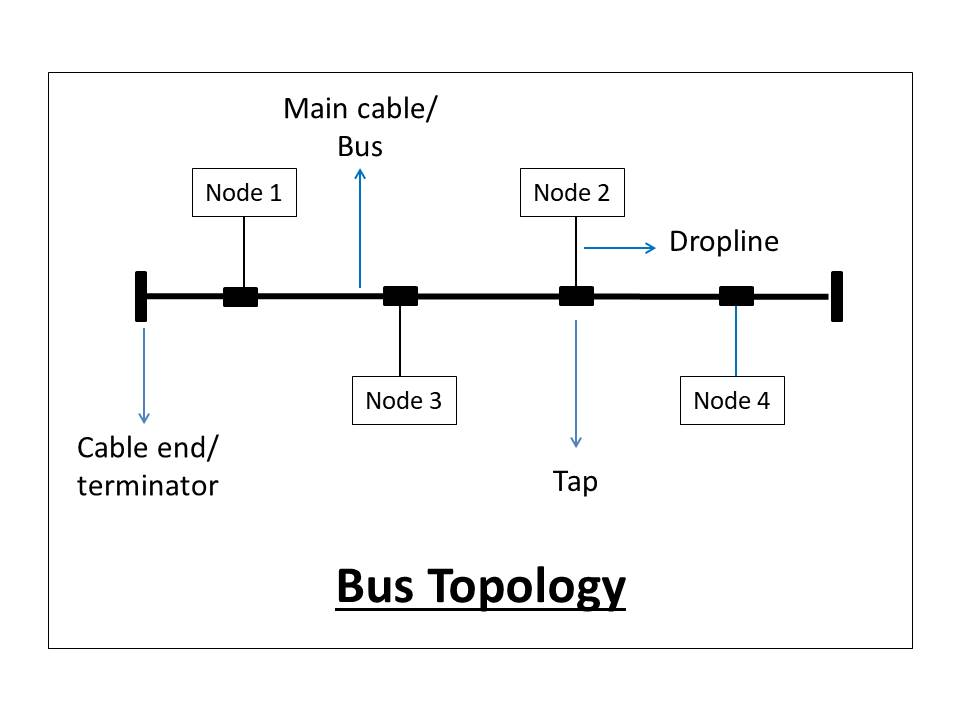 Main cable/
Bus
Node 1
Node 2
Dropline
Node 3
Node 4
Cable end/
terminator
Tap
Bus Topology